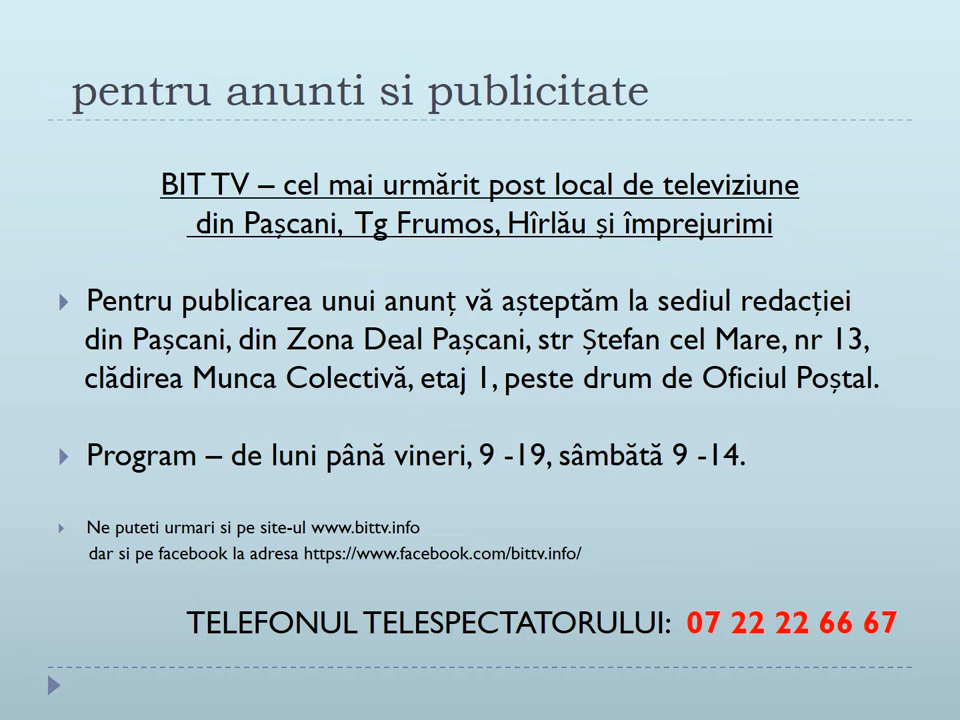 pentru anunti si publicitate
BIT TV – cel mai urmărit post local de televiziune
din Pașcani, Tg Frumos, Hîrlău și împrejurimi
Pentru publicarea unui anunț vă așteptăm la sediul redacției
din Pașcani, din Zona Deal Pașcani, str Ștefan cel Mare, nr 13,
clădirea Munca Colectivă, etaj 1, peste drum de Oficiul Poștal.
Program – de luni până vineri, 9 -19, sâmbătă 9 -14.
Ne puteti urmari si pe site-ul www.bittv.info
dar si pe facebook la adresa https://www.facebook.com/bittv.info/
TELEFONUL TELESPECTATORULUI: 07 22 22 66 67